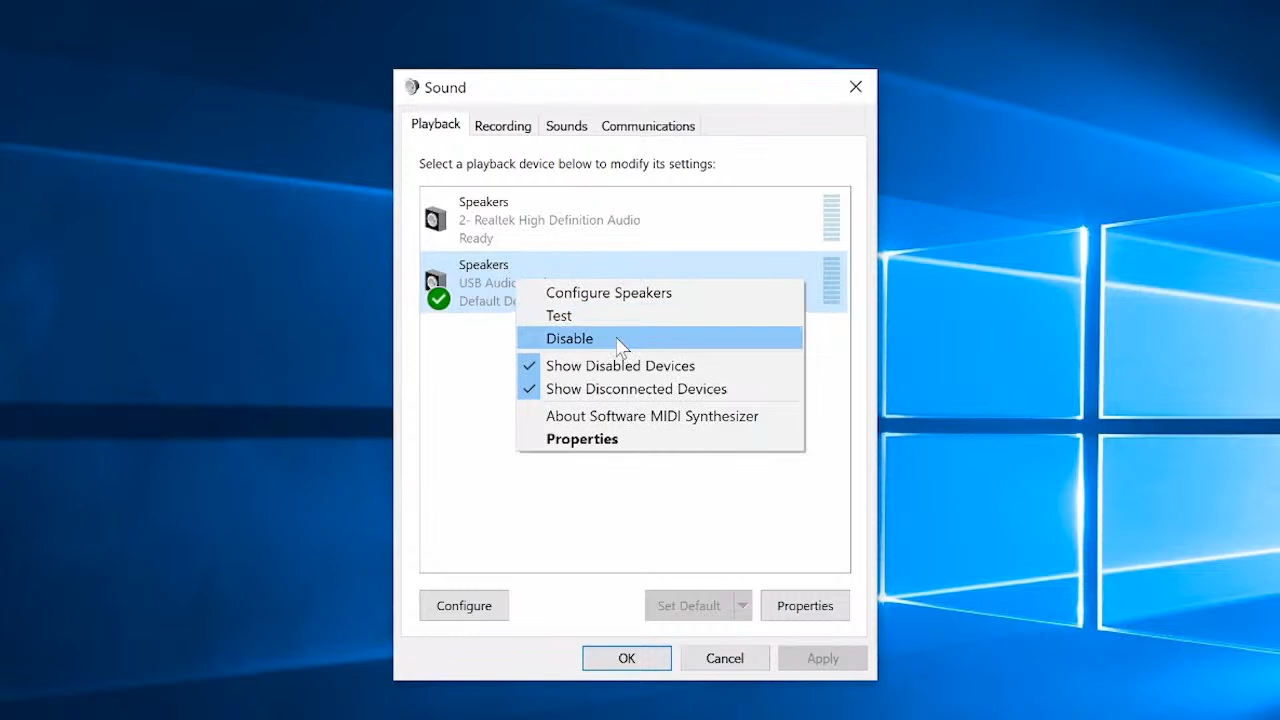 Sound
Playback Recording Sounds Communications
Select a playback device below to modify its settings:
Speakers
2- Realtek High Definition Audio
Ready
Speakers
USB Audio
Default
Configure Speakers
Test
Disable
Show Disabled Devices
Show Disconnected Devices
About Software MIDI Synthesizer
Properties
Configure Set Default Properties
OK Cancel Apply